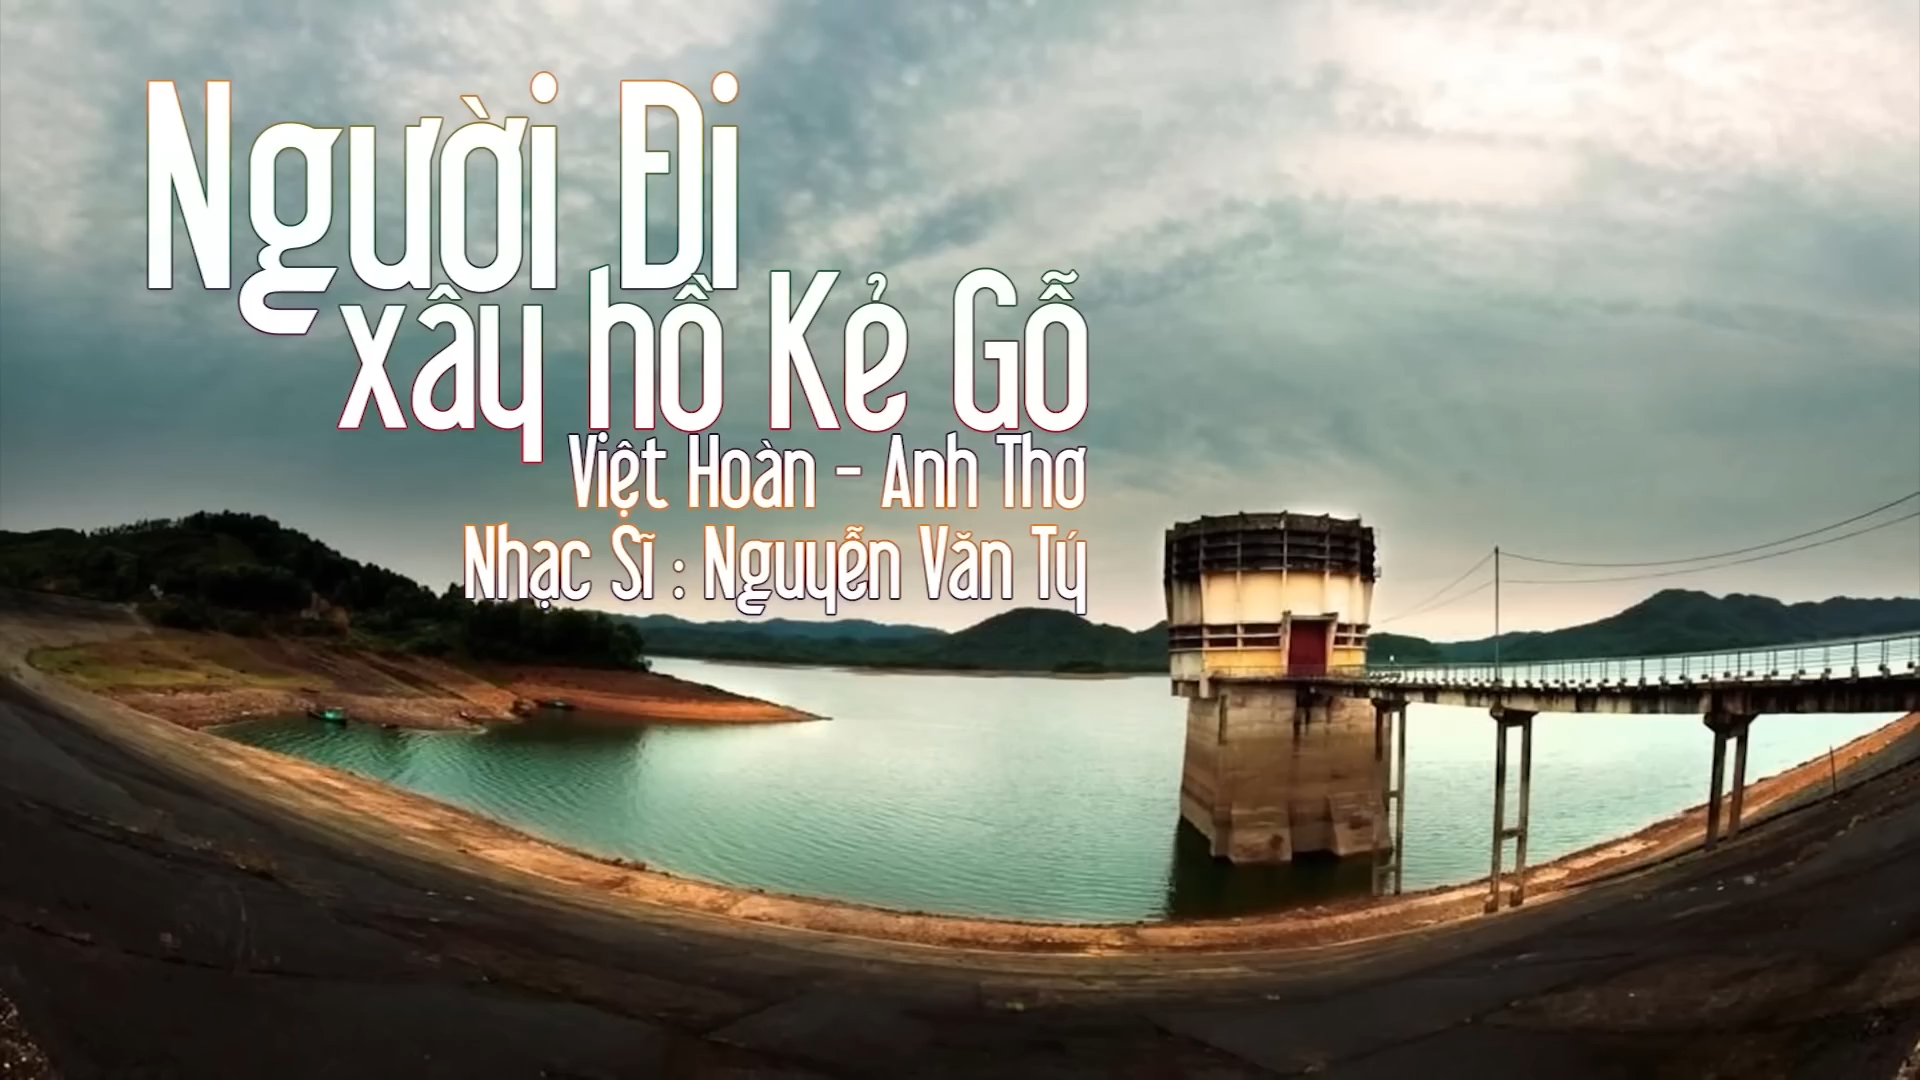 Người Đi
xây hồ Kẻ Gỗ
Việt Hoàn - Anh Thơ
Nhạc Sĩ : Nguyễn Văn Tý